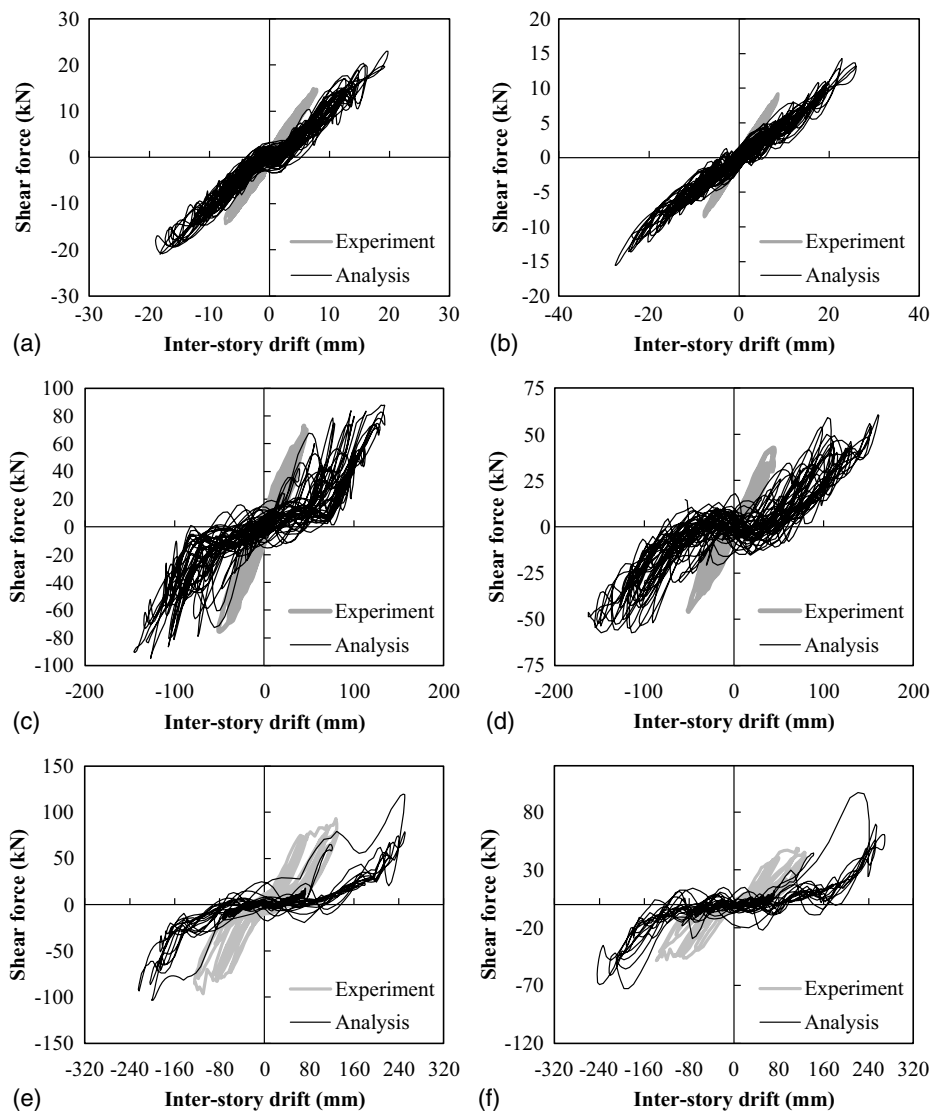 30
20
10
0
-10
-20
-30
Shear force (kN)
Experiment
Analysis
-30 -20 -10 0 10 20 30
(a) Inter-story drift (mm)
20
15
10
5
0
-5
-10
-15
-20
Shear force (kN)
Experiment
Analysis
-40 -20 0 20 40
(b) Inter-story drift (mm)
100
80
60
40
20
0
-20
-40
-60
-80
-100
Shear force (kN)
Experiment
Analysis
-200 -100 0 100 200
(c) Inter-story drift (mm)
75
50
25
0
-25
-50
-75
Shear force (kN)
Experiment
Analysis
-200 -100 0 100 200
(d) Inter-story drift (mm)
150
100
50
0
-50
-100
-150
Shear force (kN)
Experiment
Analysis
-320 -240 -160 -80 0 80 160 240 320
(e) Inter-story drift (mm)
80
30
-20
-70
-120
Shear force (kN)
Experiment
Analysis
-320 -240 -160 -80 0 80 160 240 320
(f) Inter-story drift (mm)